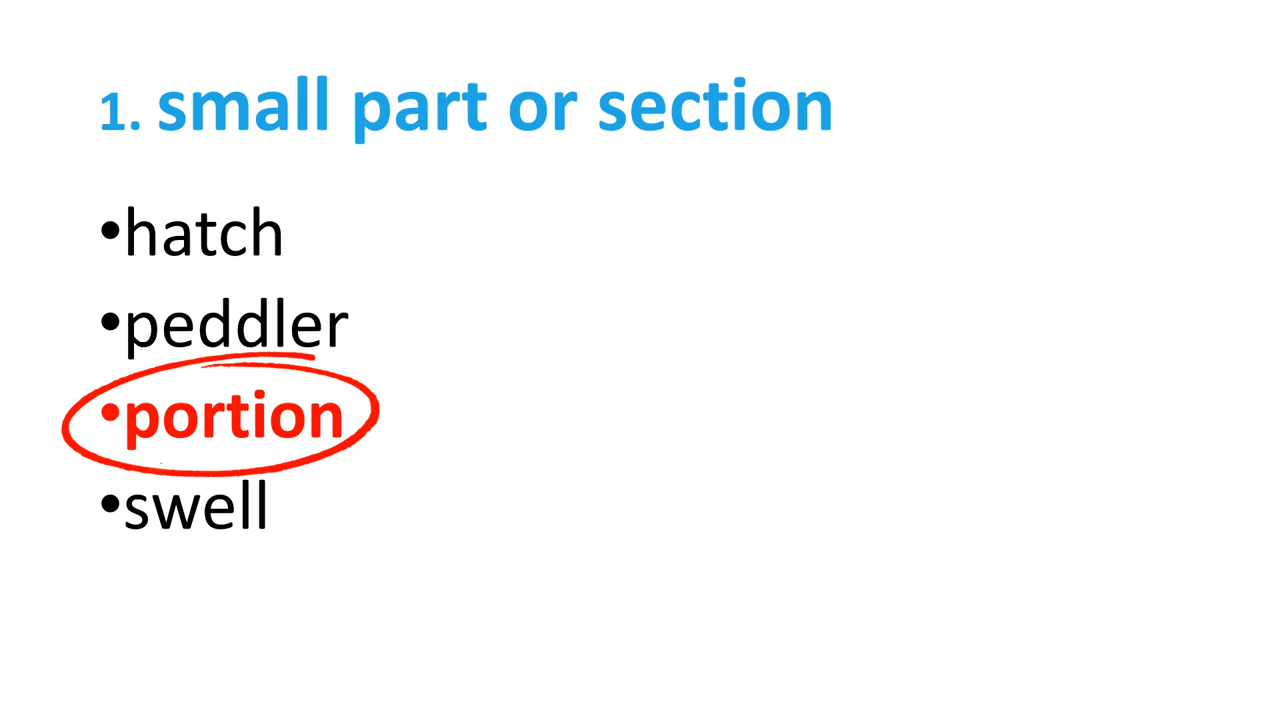 1. small part or section
•hatch
•peddler
•portion
•swell